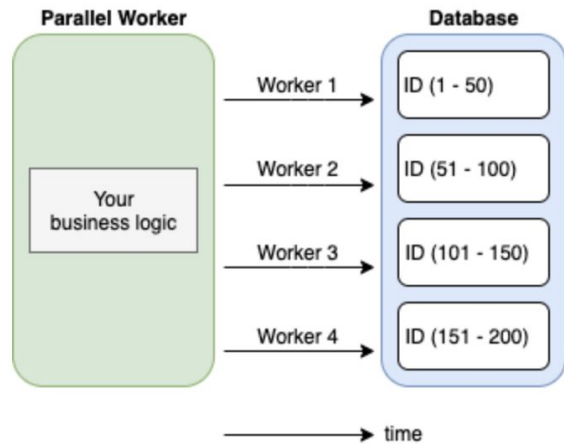 Parallel Worker
Database
Worker 1
ID (1 - 50)
Worker 2
ID (51 - 100)
Your
business logic
Worker 3
ID (101 - 150)
Worker 4
ID (151 - 200)
time